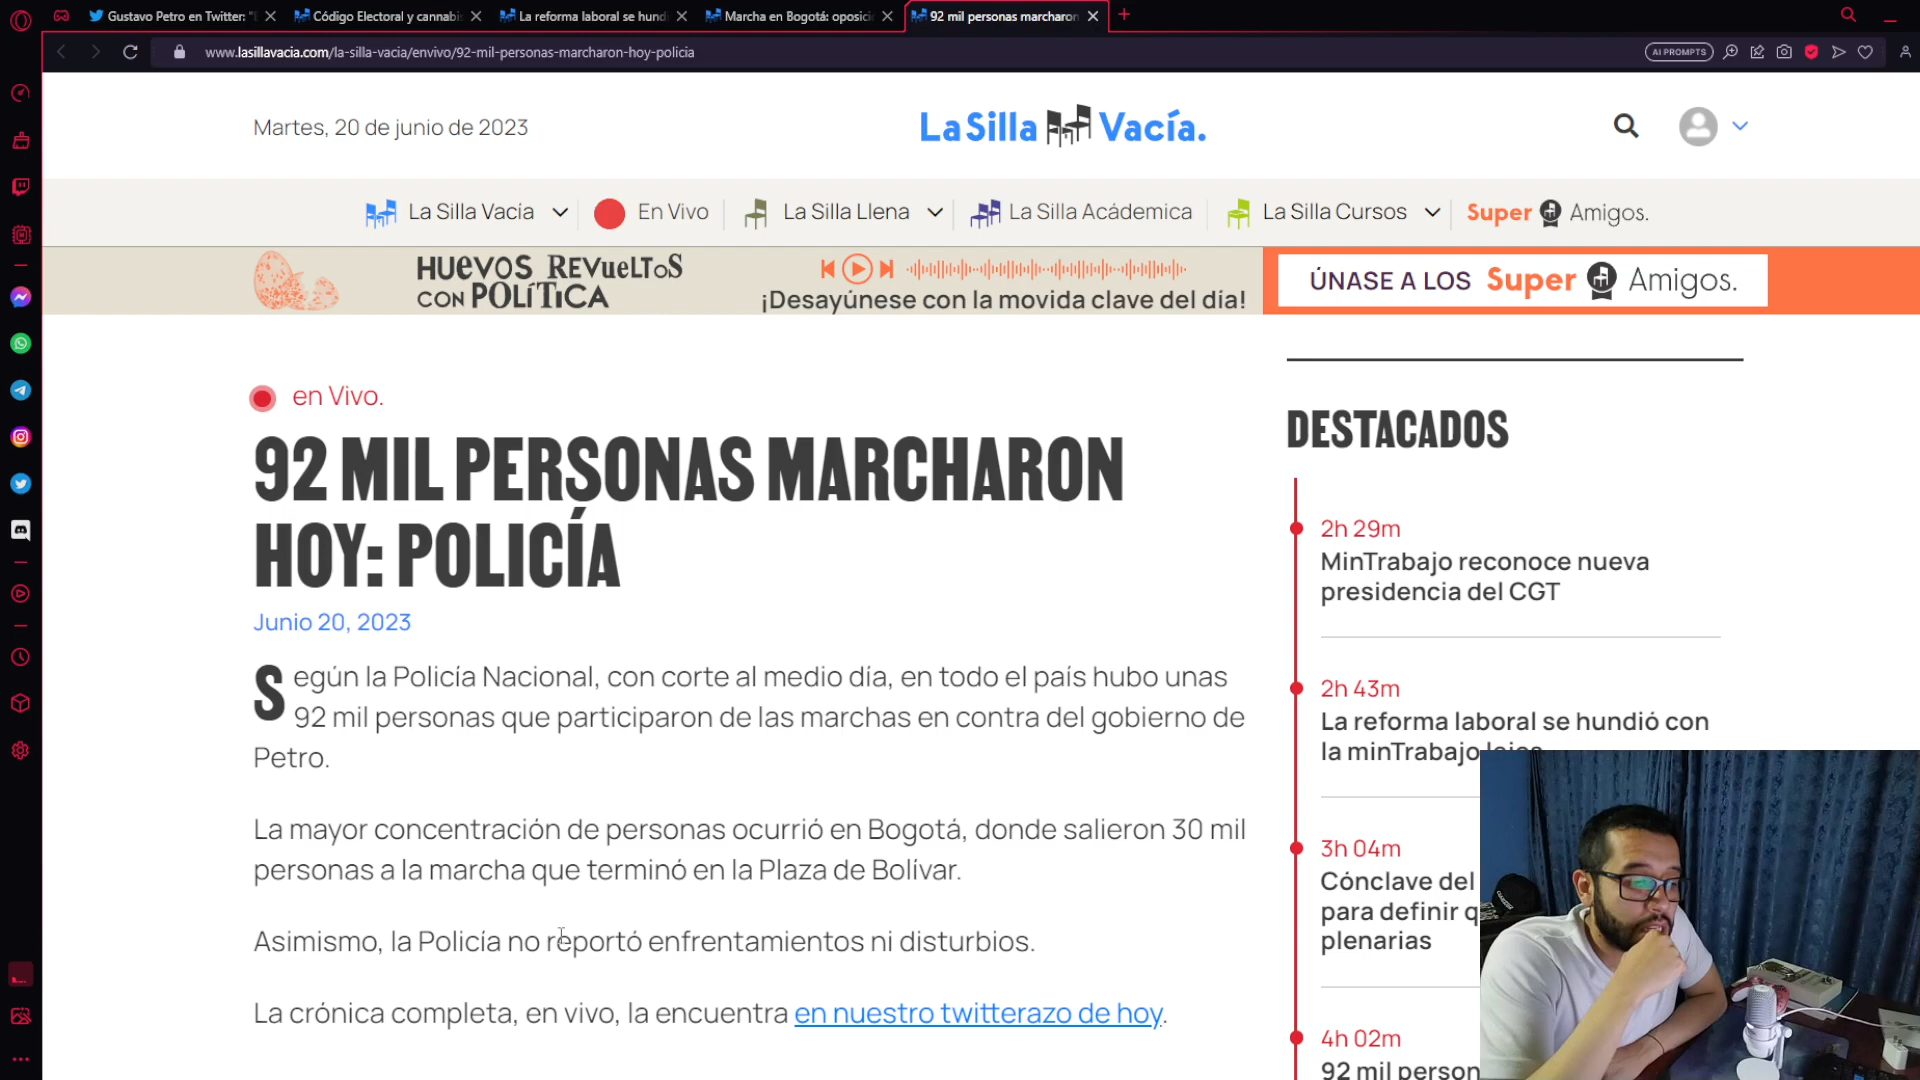 Gustavo Petro en Twitter: "E
Código Electoral y cannabis
La reforma laboral se hundi
Marcha en Bogotá: oposici
92 mil personas marcharon
www.lasillavacia.com/la-silla-vacia/envivo/92-mil-personas-marcharon-hoy-policia
AI PROMPTS
Martes, 20 de junio de 2023
La Silla Vacía.
La Silla Vacía
En Vivo
La Silla Llena
La Silla Acádemica
La Silla Cursos
Super Amigos.
HUEVOS REVUELTOS
CON POLÍTICA
¡Desayúnese con la movida clave del día!
ÚNASE A LOS Super Amigos.
en Vivo.
92 MIL PERSONAS MARCHARON
HOY: POLICÍA
Junio 20, 2023
Según la Policía Nacional, con corte al medio día, en todo el país hubo unas
92 mil personas que participaron de las marchas en contra del gobierno de
Petro.
La mayor concentración de personas ocurrió en Bogotá, donde salieron 30 mil
personas a la marcha que terminó en la Plaza de Bolívar.
Asimismo, la Policía no reportó enfrentamientos ni disturbios.
La crónica completa, en vivo, la encuentra en nuestro twitterazo de hoy.
DESTACADOS
2h 29m
MinTrabajo reconoce nueva
presidencia del CGT
2h 43m
La reforma laboral se hundió con
la minTrabajo lejos
3h 04m
Cónclave del
para definir q
plenarias
4h 02m
92 mil person